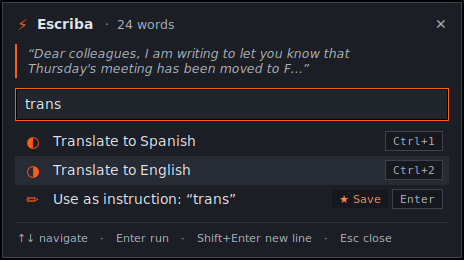 ⚡ Escriba · 24 words ×
“Dear colleagues, I am writing to let you know that
Thursday's meeting has been moved to F…”
trans
Translate to Spanish Ctrl+1
Translate to English Ctrl+2
Use as instruction: “trans” ★ Save Enter
↑↓ navigate · Enter run · Shift+Enter new line · Esc close